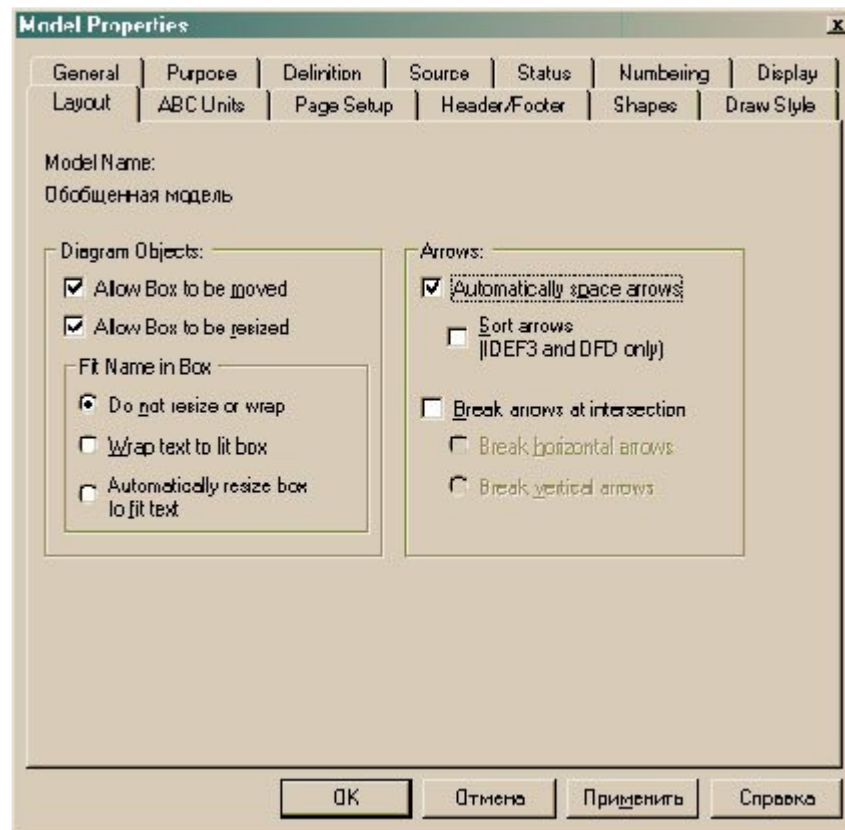 Model Properties
General Purpose Definition Source Status Numbering Display
Layout ABC Units Page Setup Header/Footer Shapes Draw Style
Model Name:
Обобщенная модель
Diagram Objects:
Allow Box to be moved
Allow Box to be resized
Fit Name in Box
Do not resize or wrap
Wrap text to fit box
Automatically resize box
to fit text
Arrows:
Automatically space arrows
Sort arrows
(IDEF3 and DFD only)
Break arrows at intersection
Break horizontal arrows
Break vertical arrows
OK Отмена Применить Справка